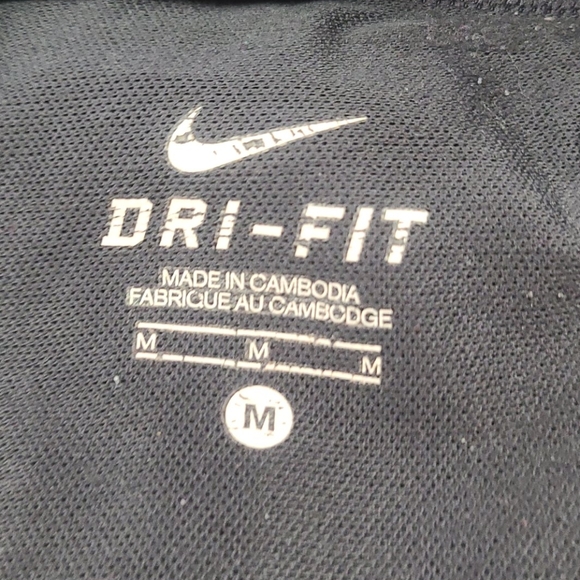 DRI-FIT
MADE IN CAMBODIA
FABRIQUE AU CAMBODGE
M M M
M